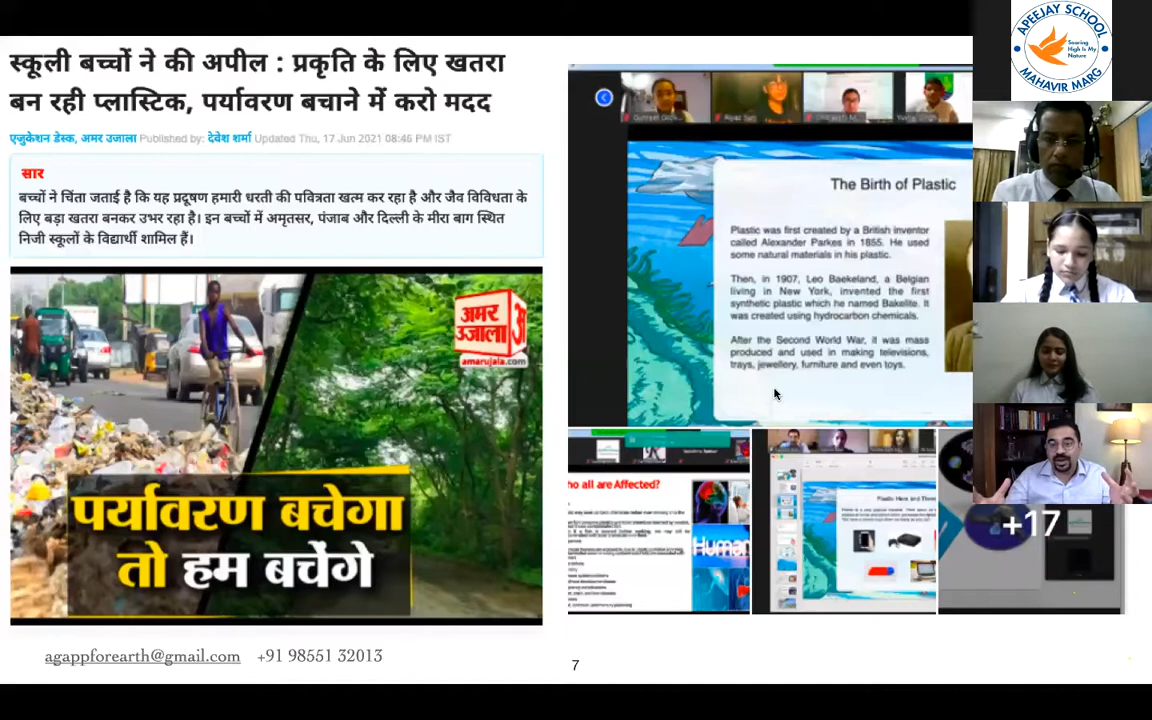 स्कूली बच्चों ने की अपील : प्रकृति के लिए खतरा
बन रही प्लास्टिक, पर्यावरण बचाने में करो मदद
एजुकेशन डेस्क, अमर उजाला Published by: देवेश शर्मा Updated Thu, 17 Jun 2021 08:46 PM IST
सार
बच्चों ने चिंता जताई है कि यह प्रदूषण हमारी धरती की पवित्रता खत्म कर रहा है और जैव विविधता के
लिए बड़ा खतरा बनकर उभर रहा है। इन बच्चों में अमृतसर, पंजाब और दिल्ली के मीरा बाग स्थित
निजी स्कूलों के विद्यार्थी शामिल हैं।
अमर
उजाला
अ
amarujala.com
पर्यावरण बचेगा
तो हम बचेंगे
agappforearth@gmail.com +91 98551 32013
The Birth of Plastic
Plastic was first created by a British inventor
called Alexander Parkes in 1855. He used
some natural materials in his plastic.
Then, in 1907, Leo Baekeland, a Belgian
living in New York, invented the first
synthetic plastic which he named Bakelite. It
was created using hydrocarbon chemicals.
After the Second World War, it was mass
produced and used in making televisions,
trays, jewellery, furniture and even toys.
ho all are Affected?
Human
Plastic Here and There
+17
7
APEEJAY SCHOOL
Soaring
High Is My
Nature
MAHAVIR MARG